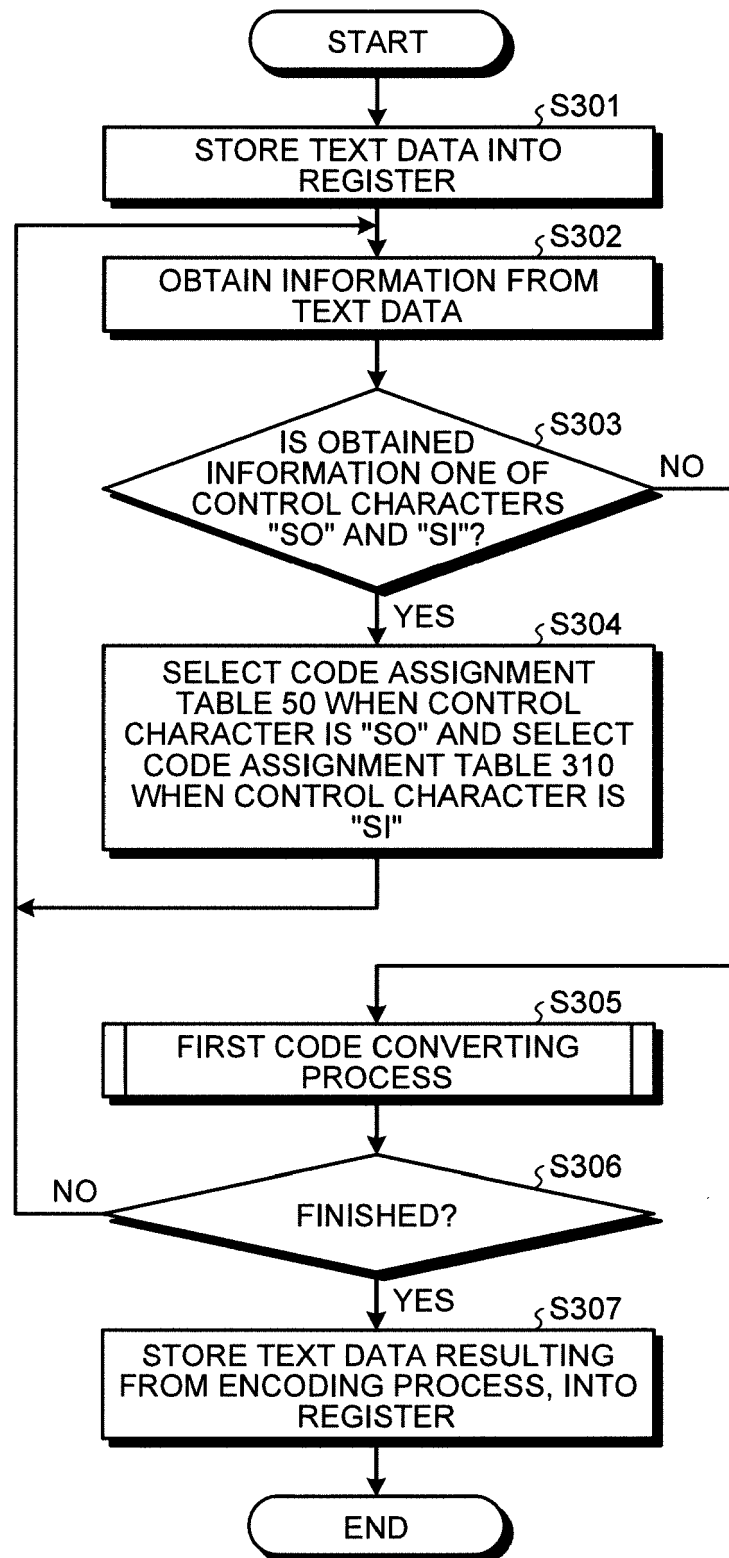 START
S301
STORE TEXT DATA INTO
REGISTER
S302
OBTAIN INFORMATION FROM
TEXT DATA
S303
IS OBTAINED
INFORMATION ONE OF
CONTROL CHARACTERS
"SO" AND "SI"?
NO
YES
S304
SELECT CODE ASSIGNMENT
TABLE 50 WHEN CONTROL
CHARACTER IS "SO" AND SELECT
CODE ASSIGNMENT TABLE 310
WHEN CONTROL CHARACTER IS
"SI"
S305
FIRST CODE CONVERTING
PROCESS
S306
NO
FINISHED?
YES
S307
STORE TEXT DATA RESULTING
FROM ENCODING PROCESS, INTO
REGISTER
END